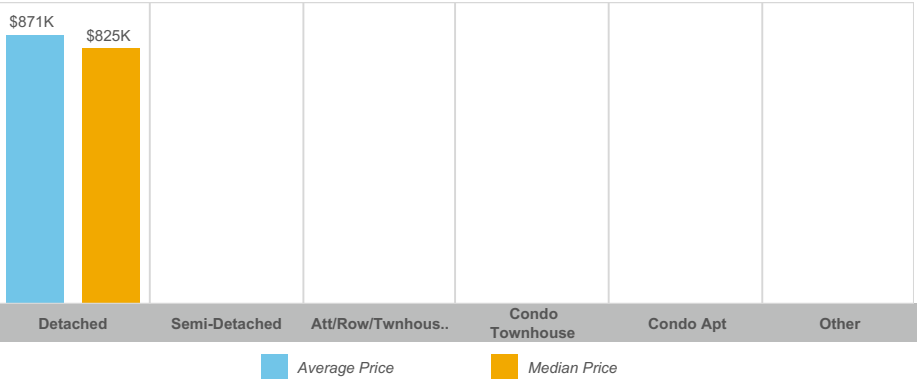 $871K
$825K
Detached
Semi-Detached
Att/Row/Twnhous..
Condo
Townhouse
Condo Apt
Other
Average Price
Median Price